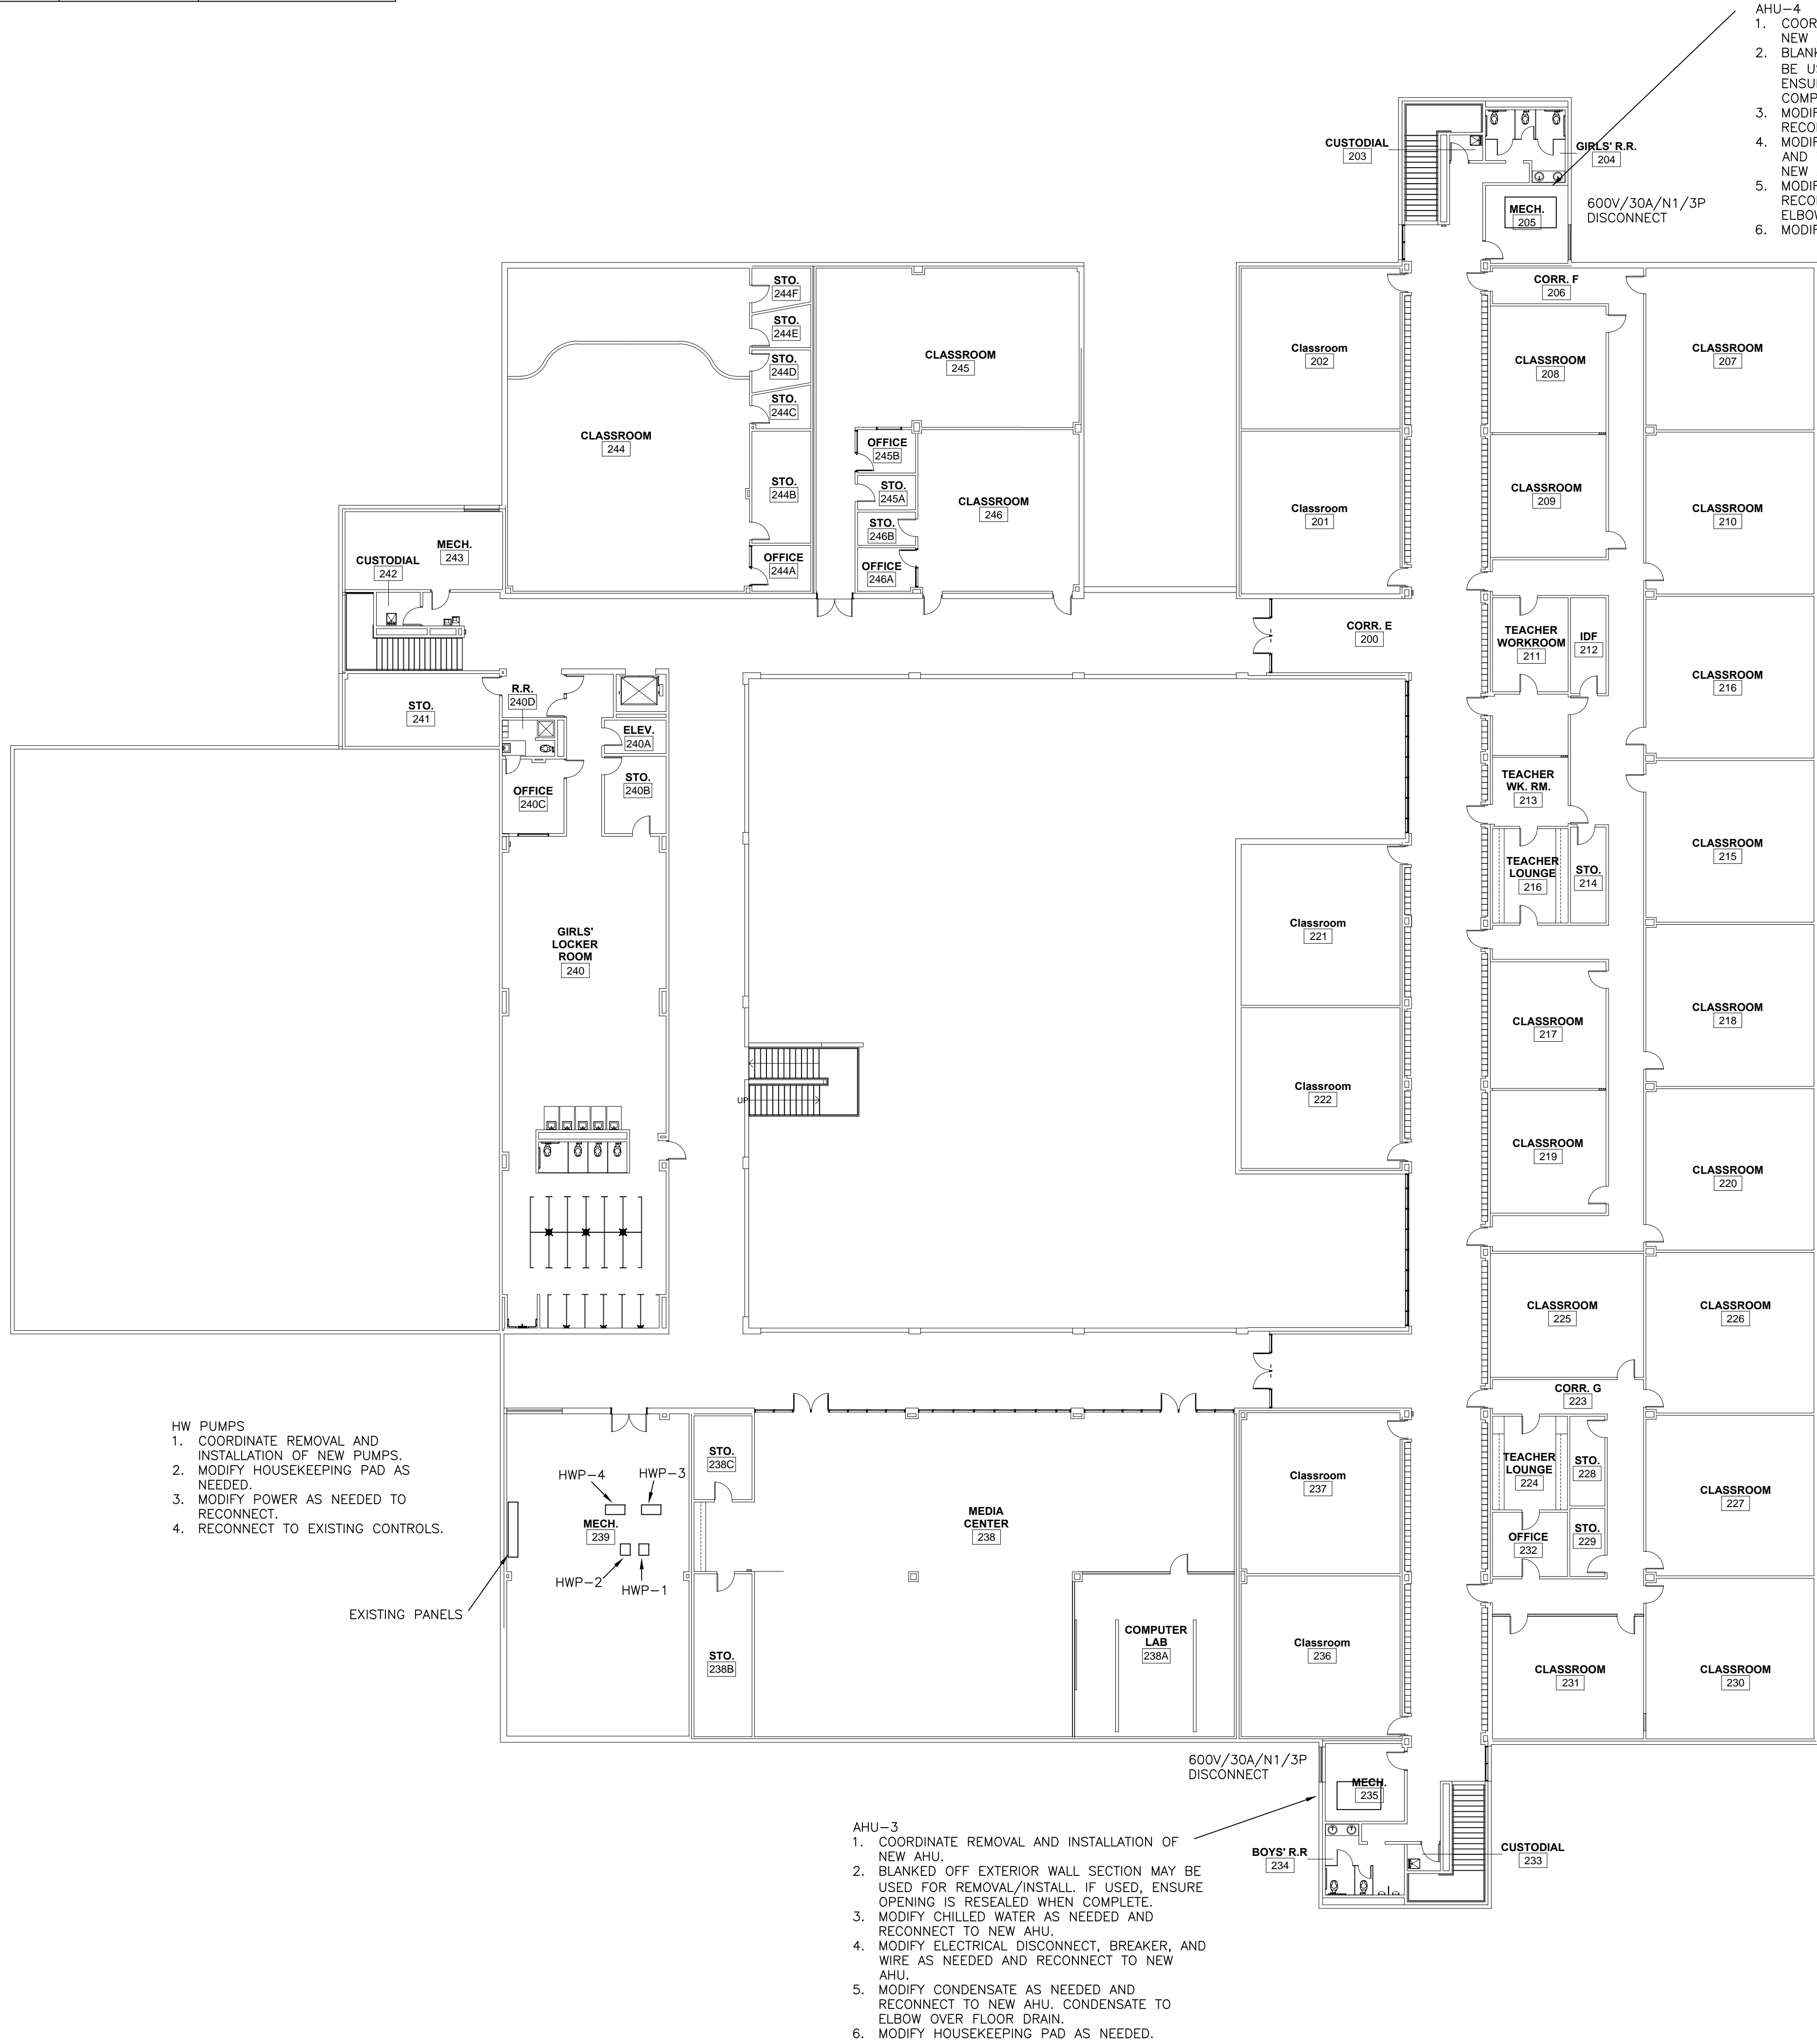 AHU-4
1. COOR
NEW
2. BLANK
BE US
ENSU
COMP
3. MODIF
RECO
4. MODIF
AND
NEW
5. MODIF
RECO
ELBOW
6. MODIF
CUSTODIAL
203
GIRLS' R.R.
204
MECH.
205
600V/30A/N1/3P
DISCONNECT
STO.
244F
STO.
244E
STO.
244D
STO.
244C
CLASSROOM
244
STO.
244B
OFFICE
244A
CLASSROOM
245
OFFICE
245B
STO.
245A
STO.
246B
OFFICE
246A
CLASSROOM
246
Classroom
202
Classroom
201
CORR. F
206
CLASSROOM
208
CLASSROOM
207
CLASSROOM
209
CLASSROOM
210
MECH.
243
CUSTODIAL
242
CORR. E
200
TEACHER
WORKROOM
211
IDF
212
CLASSROOM
216
STO.
241
R.R.
240D
ELEV.
240A
OFFICE
240C
STO.
240B
TEACHER
WK. RM.
213
TEACHER
LOUNGE
216
STO.
214
CLASSROOM
215
GIRLS'
LOCKER
ROOM
240
Classroom
221
CLASSROOM
217
CLASSROOM
218
UP
Classroom
222
CLASSROOM
219
CLASSROOM
220
CLASSROOM
225
CLASSROOM
226
CORR. G
223
HW PUMPS
1. COORDINATE REMOVAL AND
INSTALLATION OF NEW PUMPS.
2. MODIFY HOUSEKEEPING PAD AS
NEEDED.
3. MODIFY POWER AS NEEDED TO
RECONNECT.
4. RECONNECT TO EXISTING CONTROLS.
HWP-4
HWP-3
MECH.
239
HWP-2
HWP-1
EXISTING PANELS
STO.
238C
MEDIA
CENTER
238
STO.
238B
COMPUTER
LAB
238A
Classroom
237
Classroom
236
TEACHER
LOUNGE
224
STO.
228
OFFICE
232
STO.
229
CLASSROOM
227
CLASSROOM
231
CLASSROOM
230
600V/30A/N1/3P
DISCONNECT
MECH.
235
BOYS' R.R
234
CUSTODIAL
233
AHU-3
1. COORDINATE REMOVAL AND INSTALLATION OF
NEW AHU.
2. BLANKED OFF EXTERIOR WALL SECTION MAY BE
USED FOR REMOVAL/INSTALL. IF USED, ENSURE
OPENING IS RESEALED WHEN COMPLETE.
3. MODIFY CHILLED WATER AS NEEDED AND
RECONNECT TO NEW AHU.
4. MODIFY ELECTRICAL DISCONNECT, BREAKER, AND
WIRE AS NEEDED AND RECONNECT TO NEW
AHU.
5. MODIFY CONDENSATE AS NEEDED AND
RECONNECT TO NEW AHU. CONDENSATE TO
ELBOW OVER FLOOR DRAIN.
6. MODIFY HOUSEKEEPING PAD AS NEEDED.